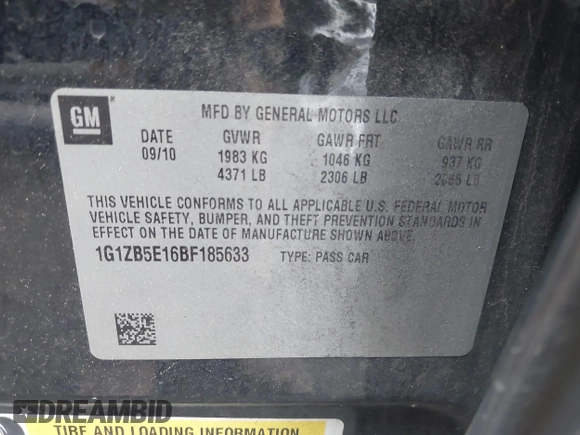 GM
MFD BY GENERAL MOTORS LLC
DATE GVWR GAWR FRT GAWR RR
09/10 1983 KG 1046 KG 937 KG
4371 LB 2306 LB 2065 LB
THIS VEHICLE CONFORMS TO ALL APPLICABLE U.S. FEDERAL MOTOR
VEHICLE SAFETY, BUMPER, AND THEFT PREVENTION STANDARDS IN
EFFECT ON THE DATE OF MANUFACTURE SHOWN ABOVE.
1G1ZB5E16BF185633 TYPE: PASS CAR
DREAMBID
TIRE AND LOADING INFORMATION